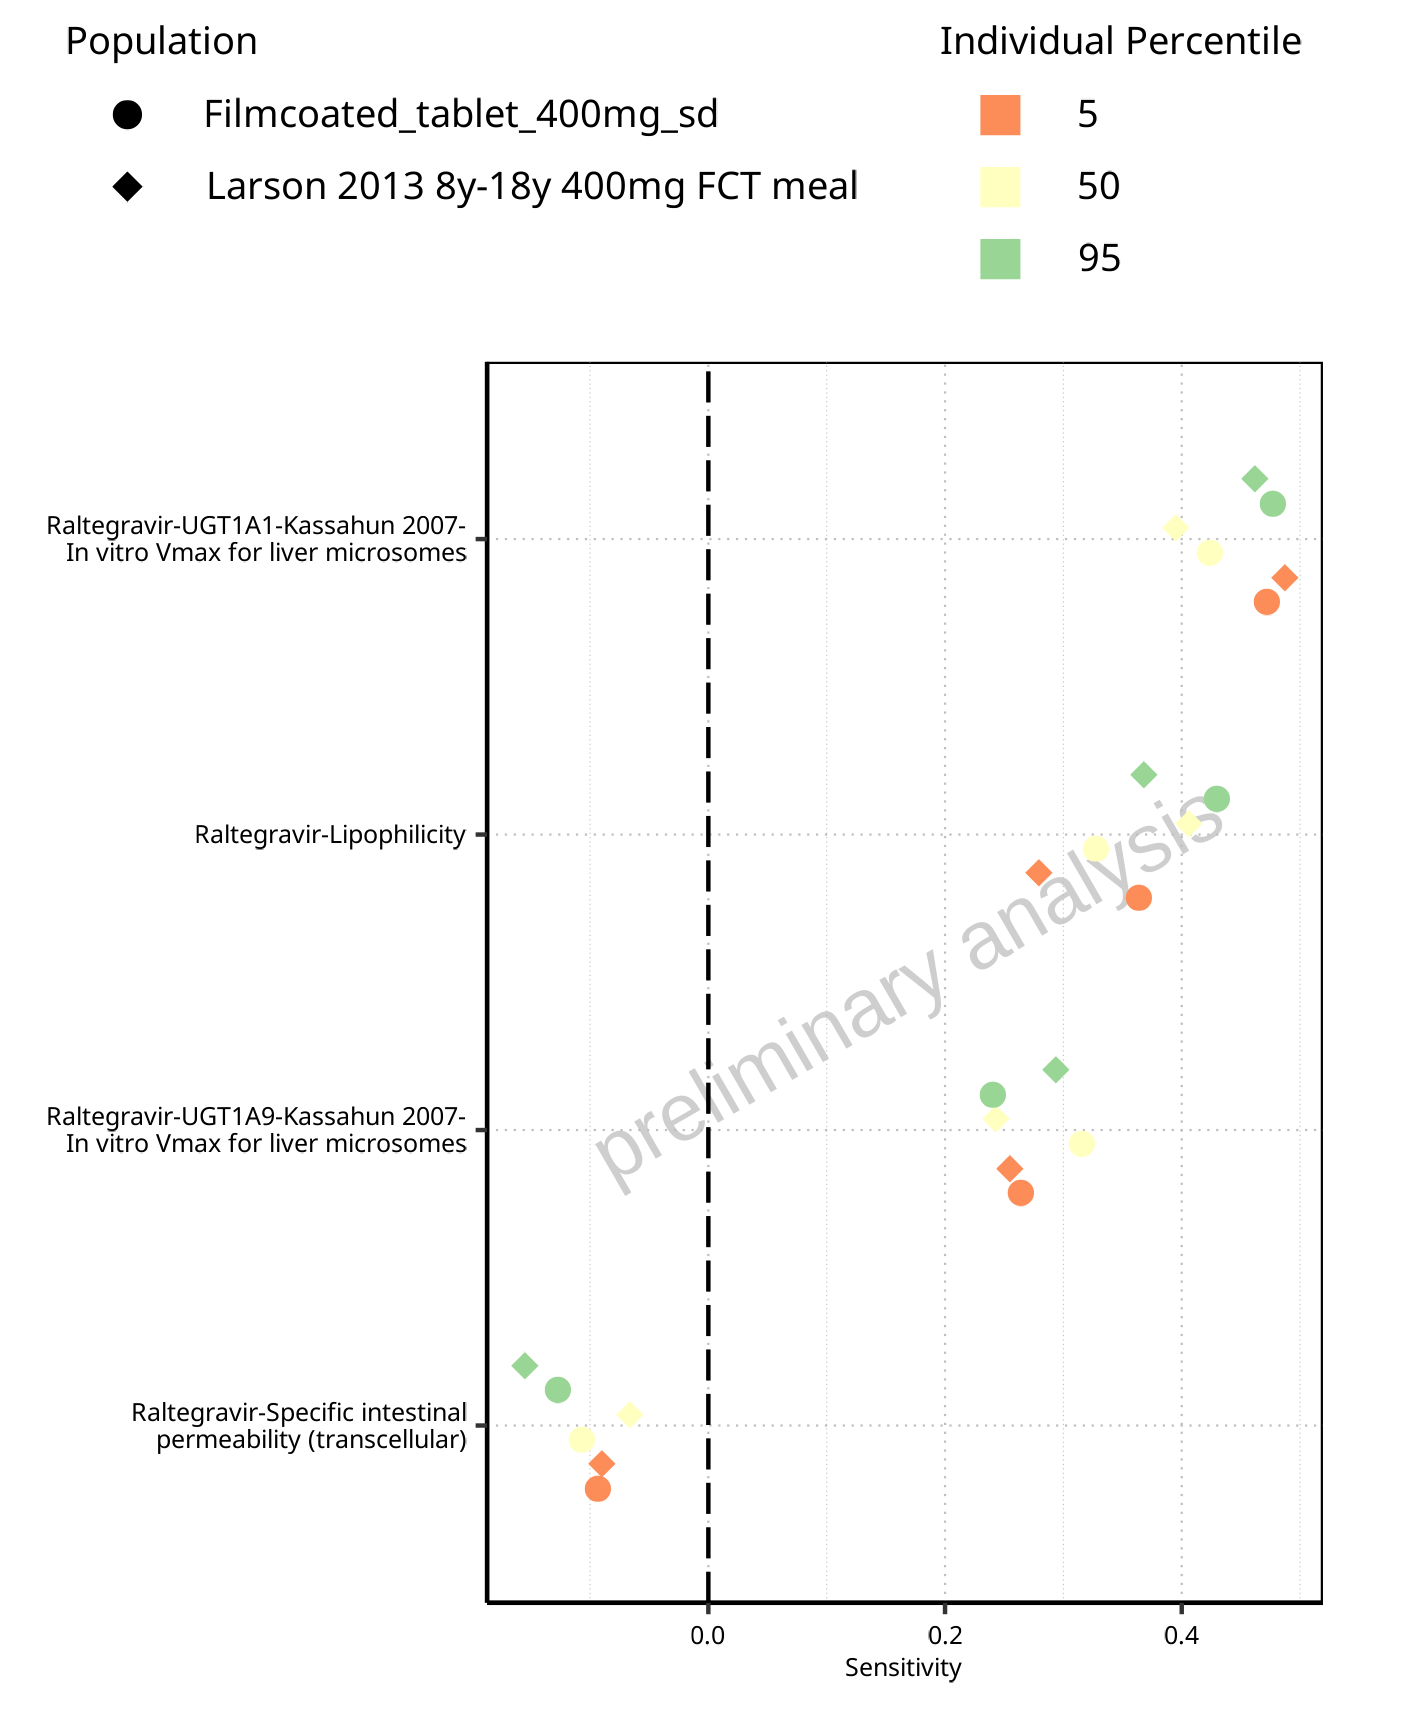 Population
Filmcoated_tablet_400mg_sd
Larson 2013 8y-18y 400mg FCT meal
Individual Percentile
5
50
95
Raltegravir-UGT1A1-Kassahun 2007-
In vitro Vmax for liver microsomes
Raltegravir-Lipophilicity
Raltegravir-UGT1A9-Kassahun 2007-
In vitro Vmax for liver microsomes
Raltegravir-Specific intestinal
permeability (transcellular)
preliminary analysis
0.0
0.2
0.4
Sensitivity